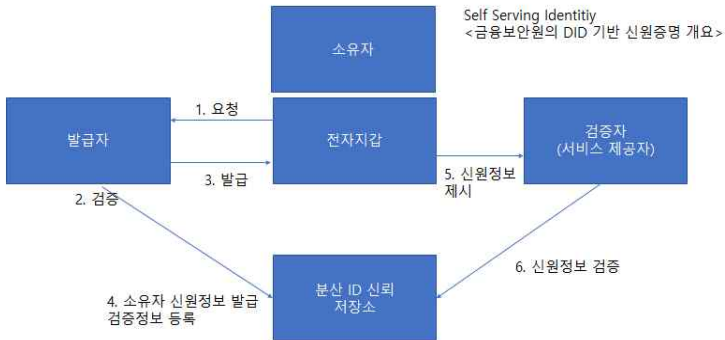 Self Serving Identitiy
<금융보안원의 DID 기반 신원증명 개요>
소유자
1. 요청
발급자
전자지갑
검증자
(서비스 제공자)
3. 발급
5. 신원정보
제시
2. 검증
6. 신원정보 검증
분산 ID 신뢰
저장소
4. 소유자 신원정보 발급
검증정보 등록